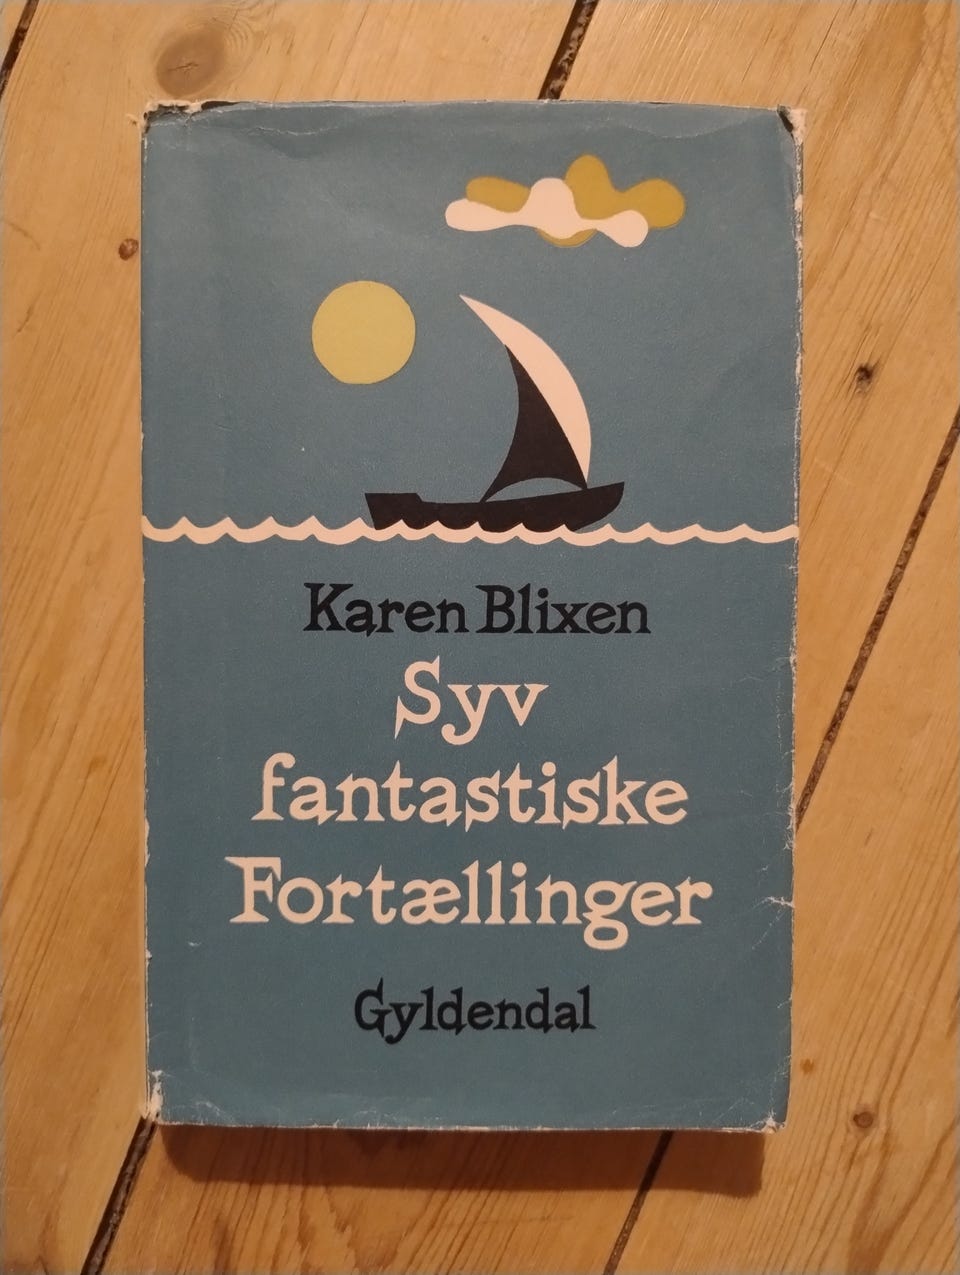 Karen Blixen
Syv
fantastiske
Fortællinger
Gyldendal